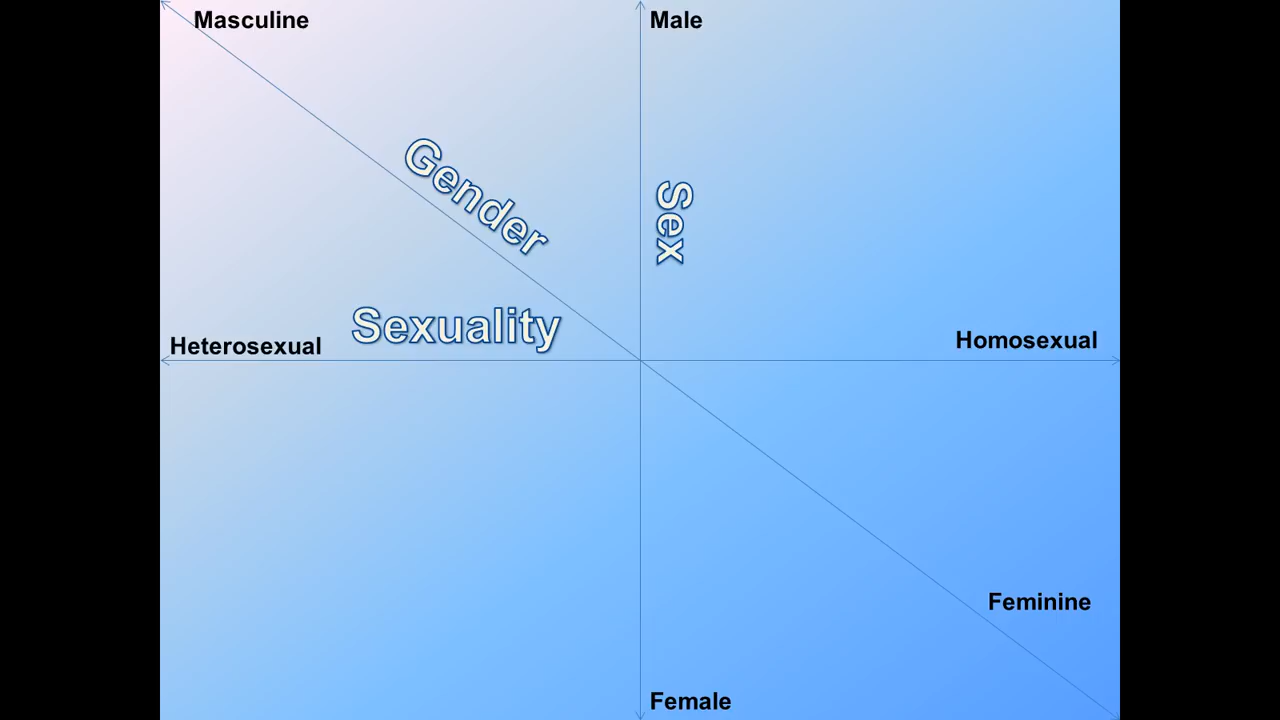 Masculine
Male
Gender
Sex
Sexuality
Heterosexual
Homosexual
Feminine
Female